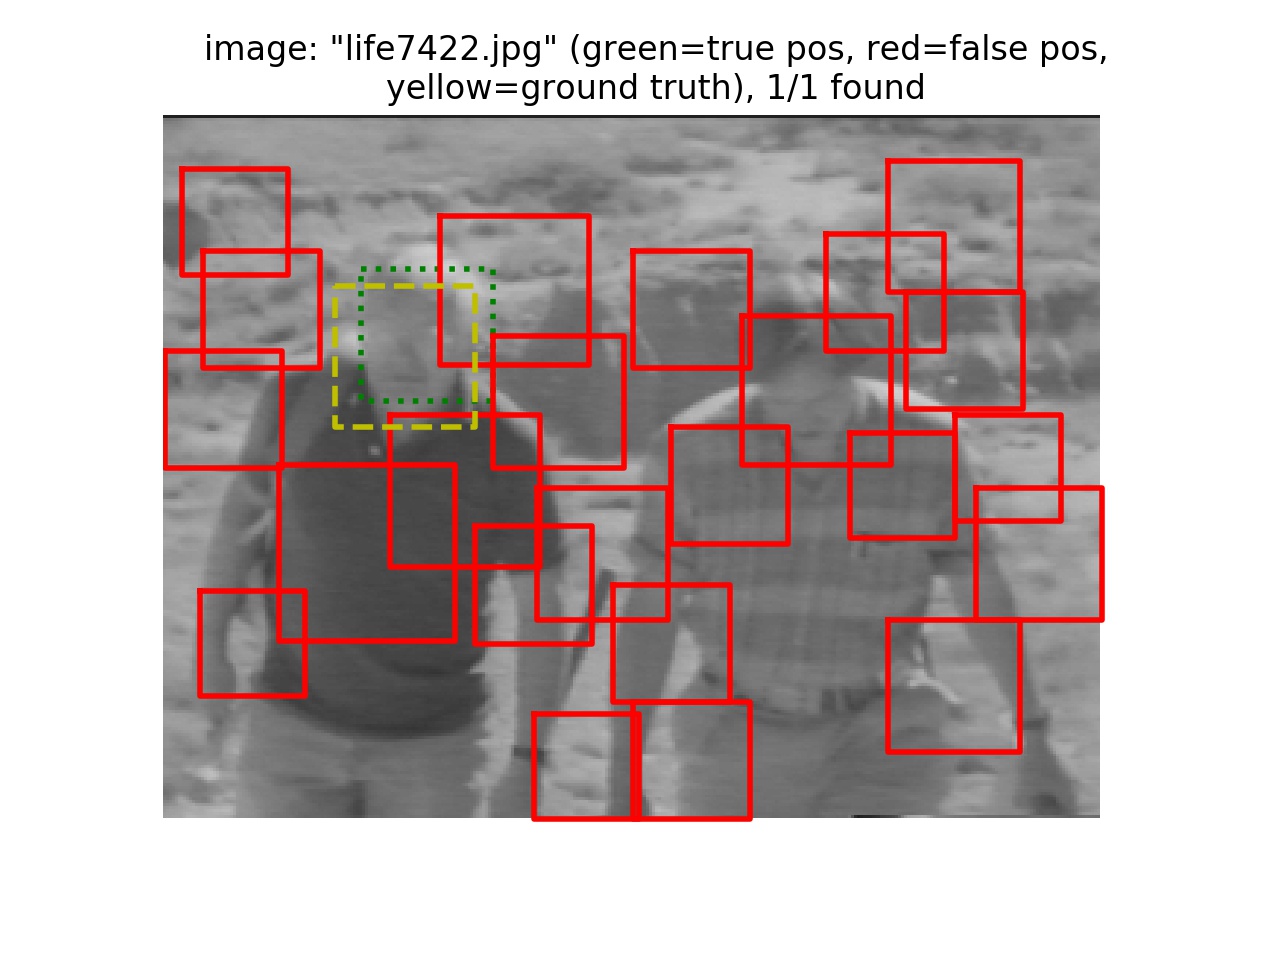 image: "life7422.jpg" (green=true pos, red=false pos,
yellow=ground truth), 1/1 found